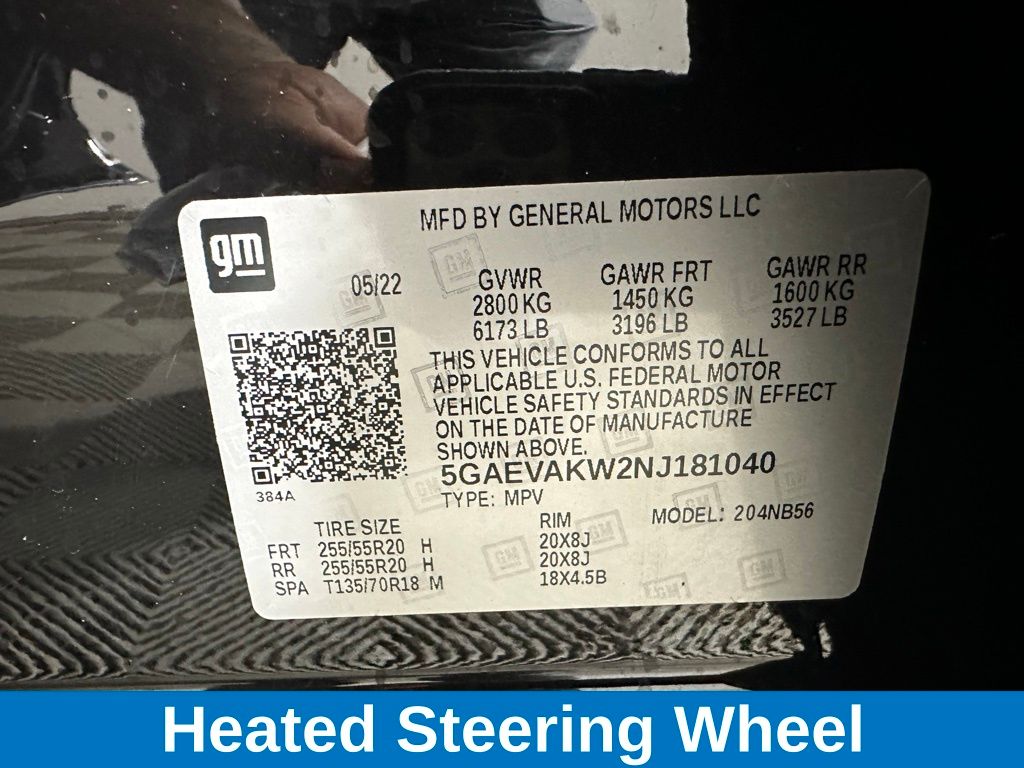 gm
MFD BY GENERAL MOTORS LLC
05/22
GVWR
2800 KG
6173 LB
GAWR FRT
1450 KG
3196 LB
GAWR RR
1600 KG
3527 LB
THIS VEHICLE CONFORMS TO ALL
APPLICABLE U.S. FEDERAL MOTOR
VEHICLE SAFETY STANDARDS IN EFFECT
ON THE DATE OF MANUFACTURE
SHOWN ABOVE.
5GAEVAKW2NJ181040
384A
TYPE: MPV
MODEL: 204NB56
TIRE SIZE RIM
FRT 255/55R20 H 20X8J
RR 255/55R20 H 20X8J
SPA T135/70R18 M 18X4.5B
Heated Steering Wheel